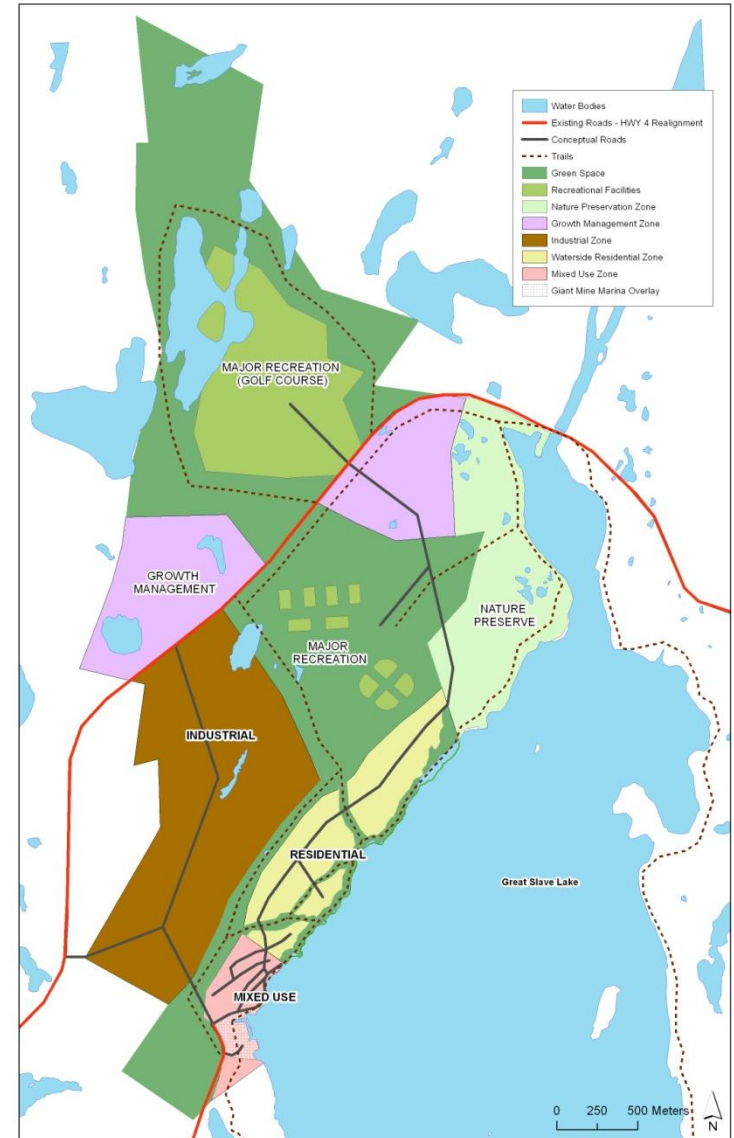 Water Bodies
Existing Roads - HWY 4 Realignment
Conceptual Roads
Trails
Green Space
Recreational Facilities
Nature Preservation Zone
Growth Management Zone
Industrial Zone
Waterside Residential Zone
Mixed Use Zone
Giant Mine Marina Overlay
MAJOR RECREATION
(GOLF COURSE)
GROWTH
MANAGEMENT
NATURE
PRESERVE
MAJOR
RECREATION
INDUSTRIAL
RESIDENTIAL
Great Slave Lake
MIXED USE
0 250 500 Meters
N